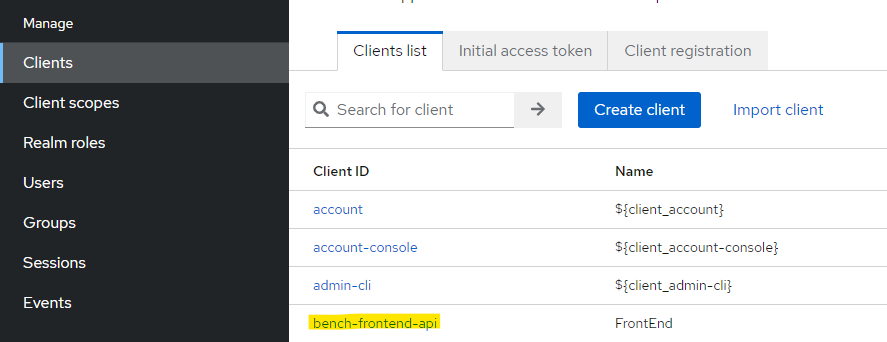 Manage
Clients
Client scopes
Realm roles
Users
Groups
Sessions
Events
Clients list
Initial access token
Client registration
Search for client
Create client
Import client
Client ID
Name
account
${client_account}
account-console
${client_account-console}
admin-cli
${client_admin-cli}
bench-frontend-api
FrontEnd